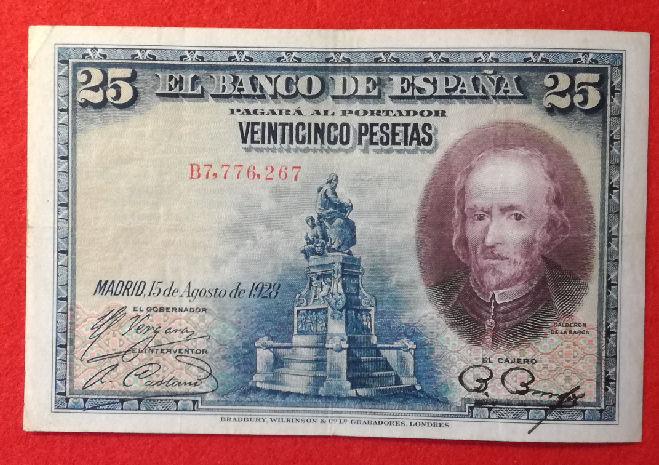 25 EL BANCO DE ESPAÑA 25
PAGARÁ AL PORTADOR
VEINTICINCO PESETAS
B7,776,267
MADRID, 15 de Agosto de 1928
EL GOBERNADOR
EL INTERVENTOR
CALDERON
DE LA BARCA
EL CAJERO
BRADBURY, WILKINSON & Cº Lº GRABADORES, LONDRES